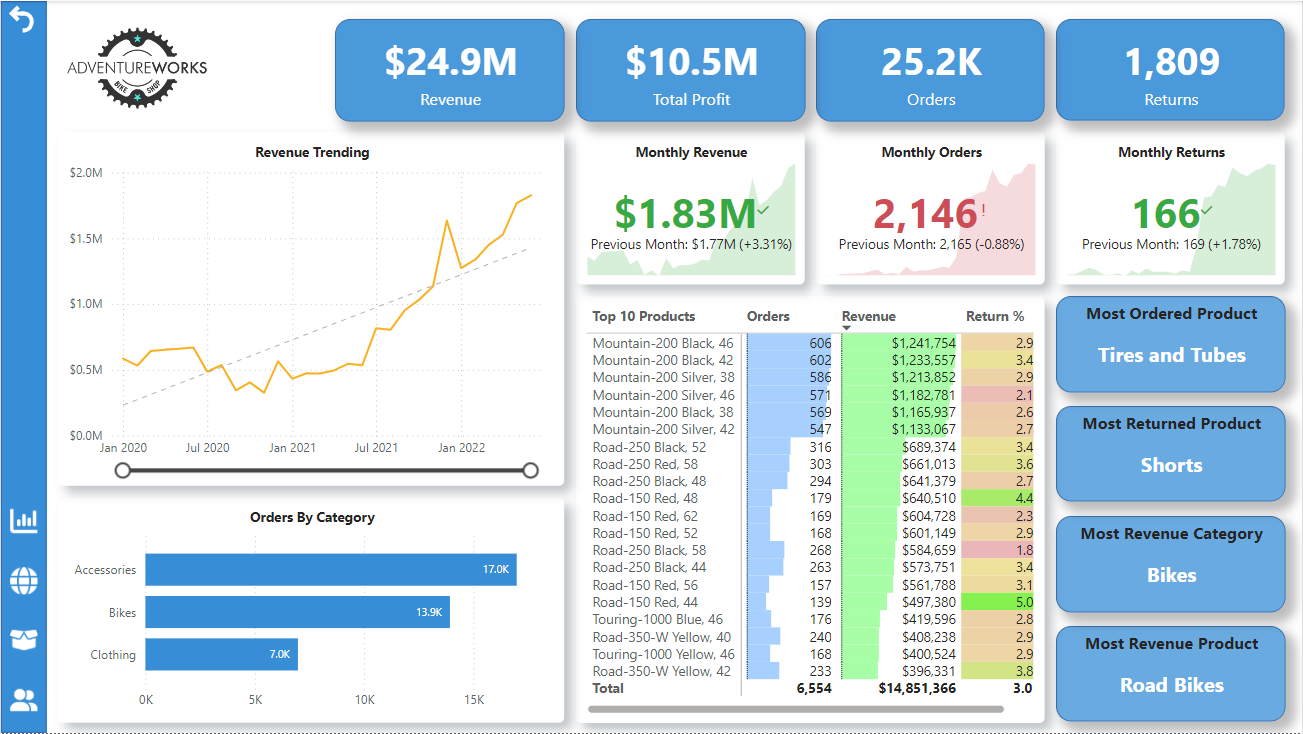 ADVENTUREWORKS
BIKE SHOP
$24.9M
Revenue
$10.5M
Total Profit
25.2K
Orders
1,809
Returns
Revenue Trending
$2.0M
$1.5M
$1.0M
$0.5M
$0.0M
Jan 2020 Jul 2020 Jan 2021 Jul 2021 Jan 2022
Monthly Revenue
$1.83M
Previous Month: $1.77M (+3.31%)
Monthly Orders
2,146!
Previous Month: 2,165 (-0.88%)
Monthly Returns
166
Previous Month: 169 (+1.78%)
Orders By Category
Accessories 17.0K
Bikes 13.9K
Clothing 7.0K
0K 5K 10K 15K
Top 10 Products Orders Revenue Return %
Mountain-200 Black, 46 606 $1,241,754 2.9
Mountain-200 Black, 42 602 $1,233,557 3.4
Mountain-200 Silver, 38 586 $1,213,852 2.9
Mountain-200 Silver, 46 571 $1,182,781 2.1
Mountain-200 Black, 38 569 $1,165,937 2.6
Mountain-200 Silver, 42 547 $1,133,067 2.7
Road-250 Black, 52 316 $689,374 3.4
Road-250 Red, 58 303 $661,013 3.6
Road-250 Black, 48 294 $641,379 2.7
Road-150 Red, 48 179 $640,510 4.4
Road-150 Red, 62 169 $604,728 2.3
Road-150 Red, 52 168 $601,149 2.9
Road-250 Black, 58 268 $584,659 1.8
Road-250 Black, 44 263 $573,751 3.4
Road-150 Red, 56 157 $561,788 3.1
Road-150 Red, 44 139 $497,380 5.0
Touring-1000 Blue, 46 176 $419,596 2.8
Road-350-W Yellow, 40 240 $408,238 2.9
Touring-1000 Yellow, 46 168 $400,524 2.9
Road-350-W Yellow, 42 233 $396,331 3.8
Total 6,554 $14,851,366 3.0
Most Ordered Product
Tires and Tubes
Most Returned Product
Shorts
Most Revenue Category
Bikes
Most Revenue Product
Road Bikes